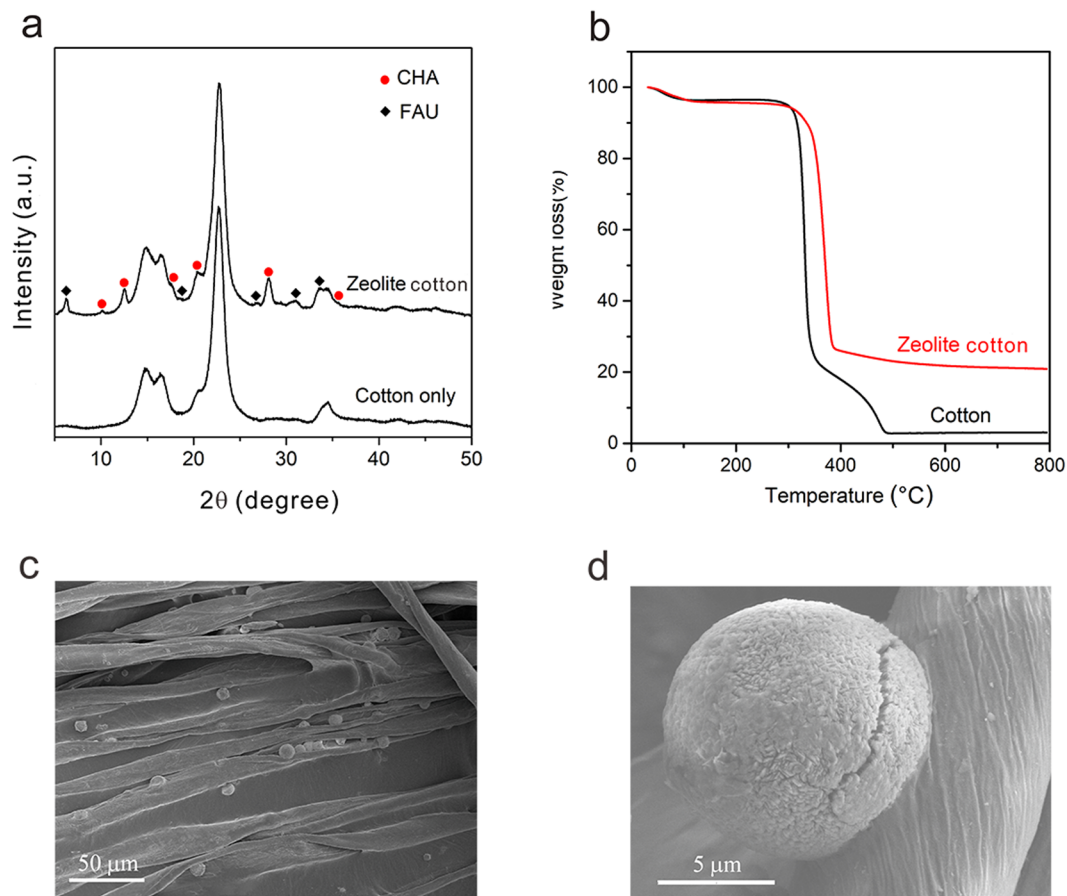 a
CHA
FAU
Zeolite cotton
Cotton only
Intensity (a.u.)
10 20 30 40 50
2θ (degree)
b
100
80
60
40
20
0
weight loss(%)
Zeolite cotton
Cotton
0 200 400 600 800
Temperature (°C)
c
50 μm
d
5 μm